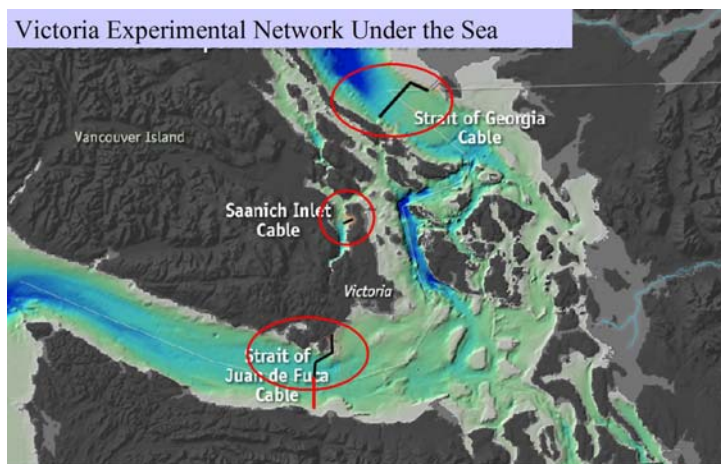 Victoria Experimental Network Under the Sea
Strait of Georgia
Cable
Vancouver Island
Saanich Inlet
Cable
Victoria
Strait of
Juan de Fuca
Cable